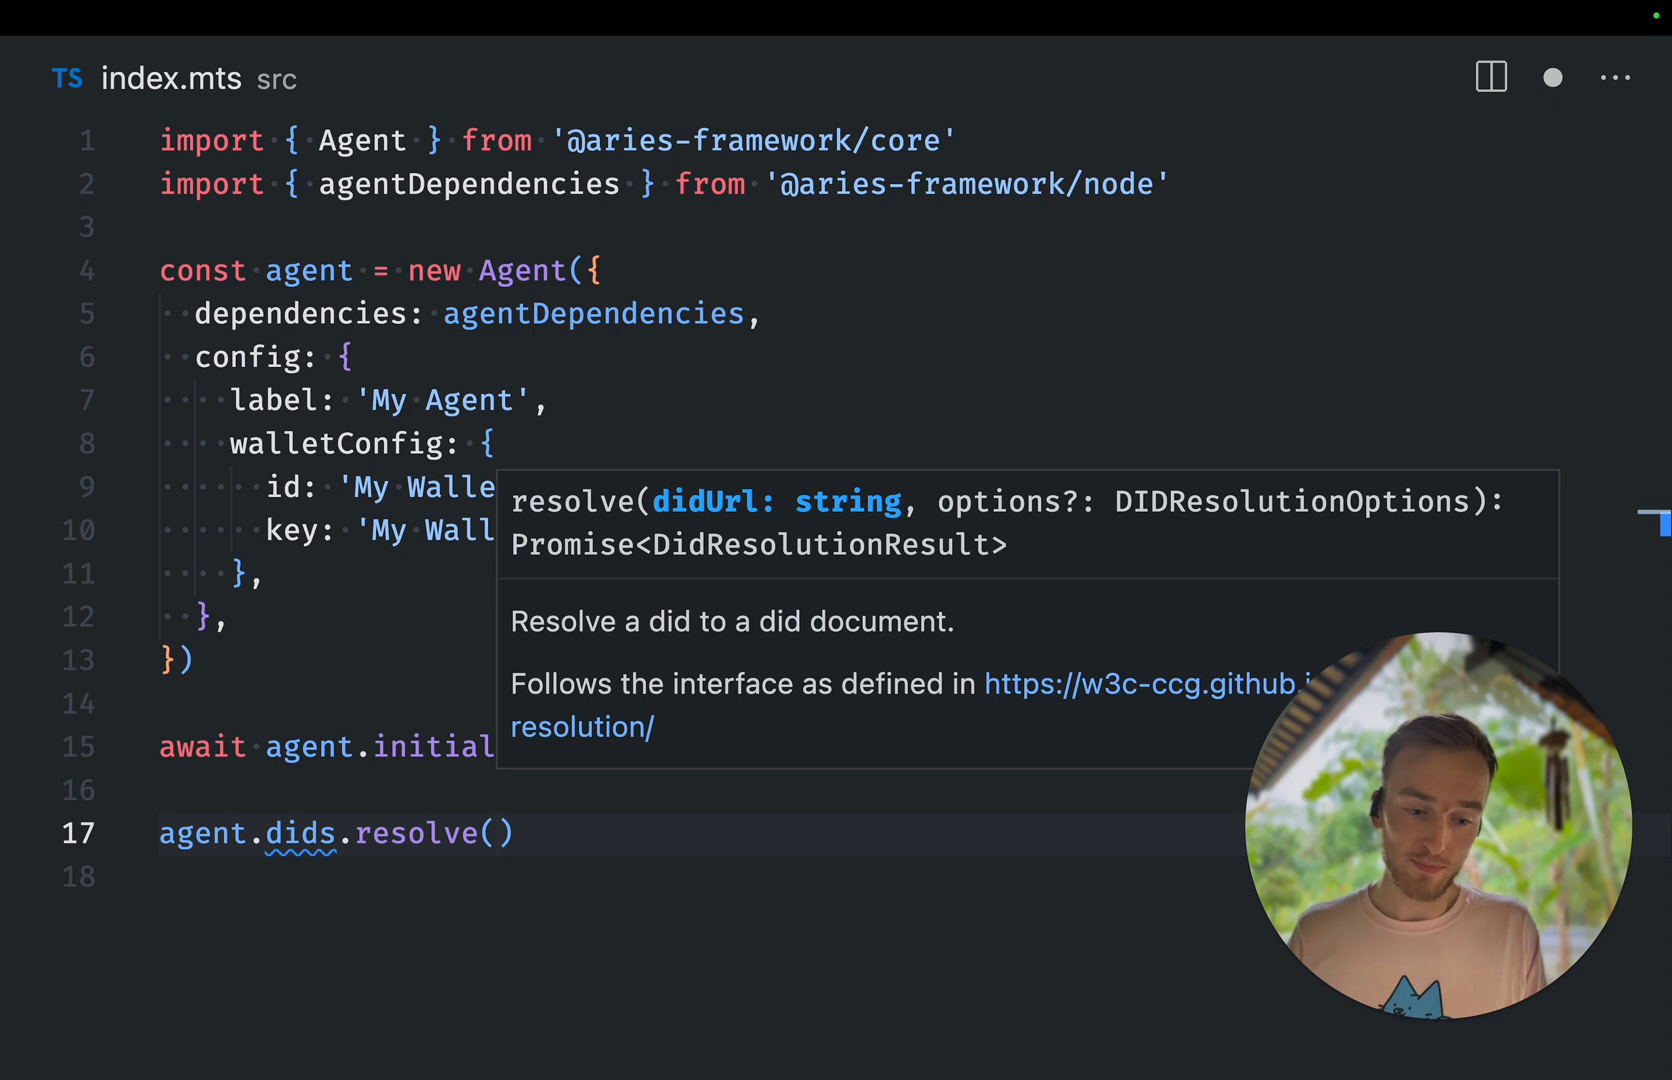 TS index.mts src
1 import { Agent } from '@aries-framework/core'
2 import { agentDependencies } from '@aries-framework/node'
3
4 const agent = new Agent({
5 dependencies: agentDependencies,
6 config: {
7 label: 'My Agent',
8 walletConfig: {
9 id: 'My Walle
10 key: 'My Wall
11 },
12 },
13 })
14
15 await agent.initial
16
17 agent.dids.resolve()
18
resolve(didUrl: string, options?: DIDResolutionOptions):
Promise<DidResolutionResult>
Resolve a did to a did document.
Follows the interface as defined in https://w3c-ccg.github.i
resolution/